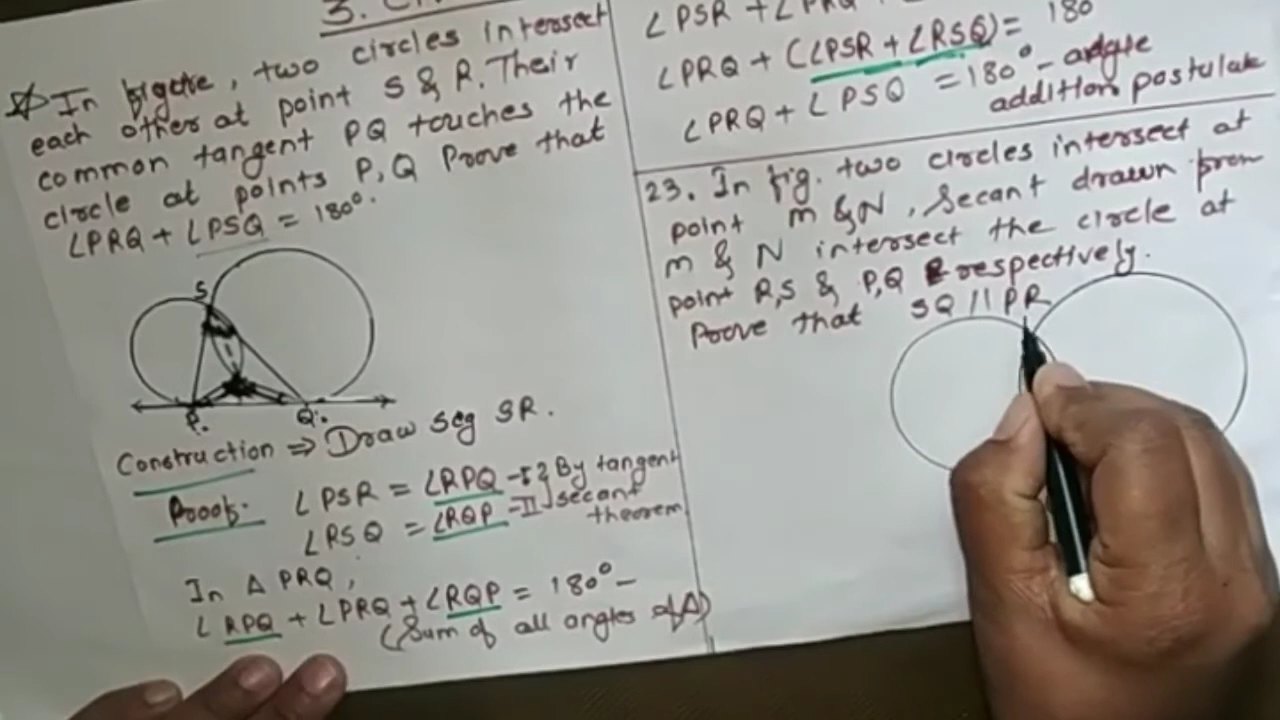 3. Ci
In figure, two circles intersect
each other at point S & R. Their
common tangent PQ touches the
circle at points P, Q Prove that
∠PRQ + ∠PSQ = 180°.
S
P.
Q.
Construction ⇒ Draw seg SR.
Proof:- ∠PSR = ∠RPQ - I } By tangent
∠RSQ = ∠RQP - II } secant
theorem
In Δ PRQ,
∠RPQ + ∠PRQ + ∠RQP = 180° -
(Sum of all angles of Δ)
∠PSR + ∠PRQ +
∠PRQ + (∠PSR + ∠RSQ) = 180
∠PRQ + ∠PSQ = 180° - angle
addition postulate
23. In fig. two circles intersect at
point M & N, Secant drawn from
M & N intersect the circle at
point R,S & P,Q respectively.
Prove that SQ || PR